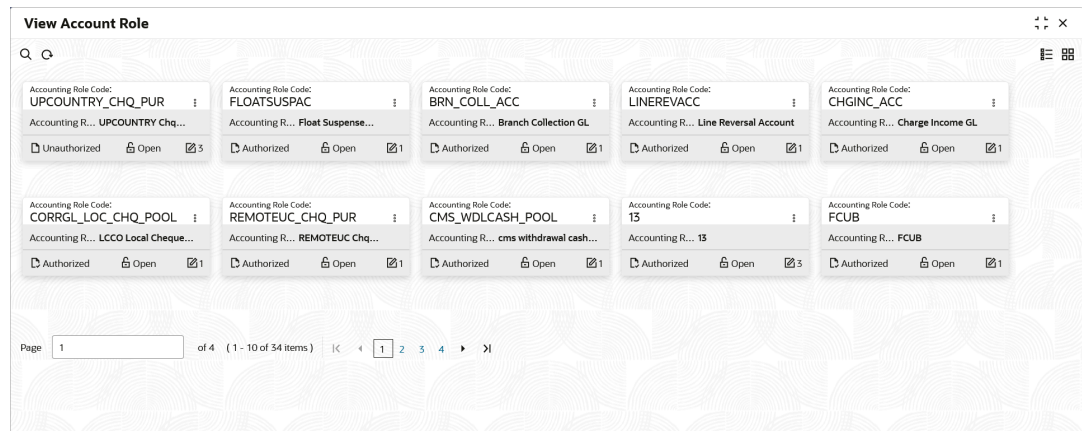 View Account Role
Accounting Role Code: Accounting Role Code: Accounting Role Code: Accounting Role Code: Accounting Role Code:
UPCOUNTRY_CHQ_PUR FLOATSUSPAC BRN_COLL_ACC LINEREVACC CHGINC_ACC
Accounting R... UPCOUNTRY Chq... Accounting R... Float Suspense... Accounting R... Branch Collection GL Accounting R... Line Reversal Account Accounting R... Charge Income GL
Unauthorized Open 3 Authorized Open 1 Authorized Open 1 Authorized Open 1 Authorized Open 1
Accounting Role Code: Accounting Role Code: Accounting Role Code: Accounting Role Code: Accounting Role Code:
CORRGL_LOC_CHQ_POOL REMOTEUC_CHQ_PUR CMS_WDLCASH_POOL 13 FCUB
Accounting R... LCCO Local Cheque... Accounting R... REMOTEUC Chq... Accounting R... cms withdrawal cash... Accounting R... 13 Accounting R... FCUB
Authorized Open 1 Authorized Open 1 Authorized Open 1 Authorized Open 3 Authorized Open 1
Page 1 of 4 ( 1 - 10 of 34 items ) 1 2 3 4